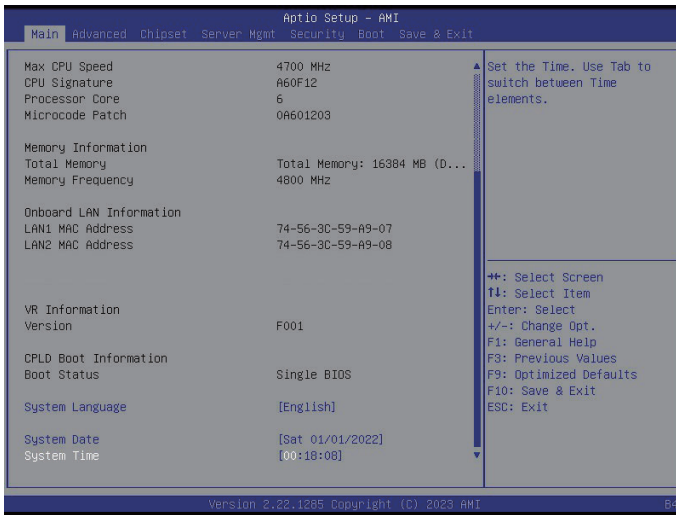 Aptio Setup – AMI
Main Advanced Chipset Server Mgmt Security Boot Save & Exit
Max CPU Speed 4700 MHz
CPU Signature A60F12
Processor Core 6
Microcode Patch 0A601203
Memory Information
Total Memory Total Memory: 16384 MB (D...
Memory Frequency 4800 MHz
Onboard LAN Information
LAN1 MAC Address 74-56-3C-59-A9-07
LAN2 MAC Address 74-56-3C-59-A9-08
VR Information
Version F001
CPLD Boot Information
Boot Status Single BIOS
System Language [English]
System Date [Sat 01/01/2022]
System Time [00:18:08]
Set the Time. Use Tab to
switch between Time
elements.
→←: Select Screen
↑↓: Select Item
Enter: Select
+/-: Change Opt.
F1: General Help
F3: Previous Values
F9: Optimized Defaults
F10: Save & Exit
ESC: Exit
Version 2.22.1285 Copyright (C) 2023 AMI
B4